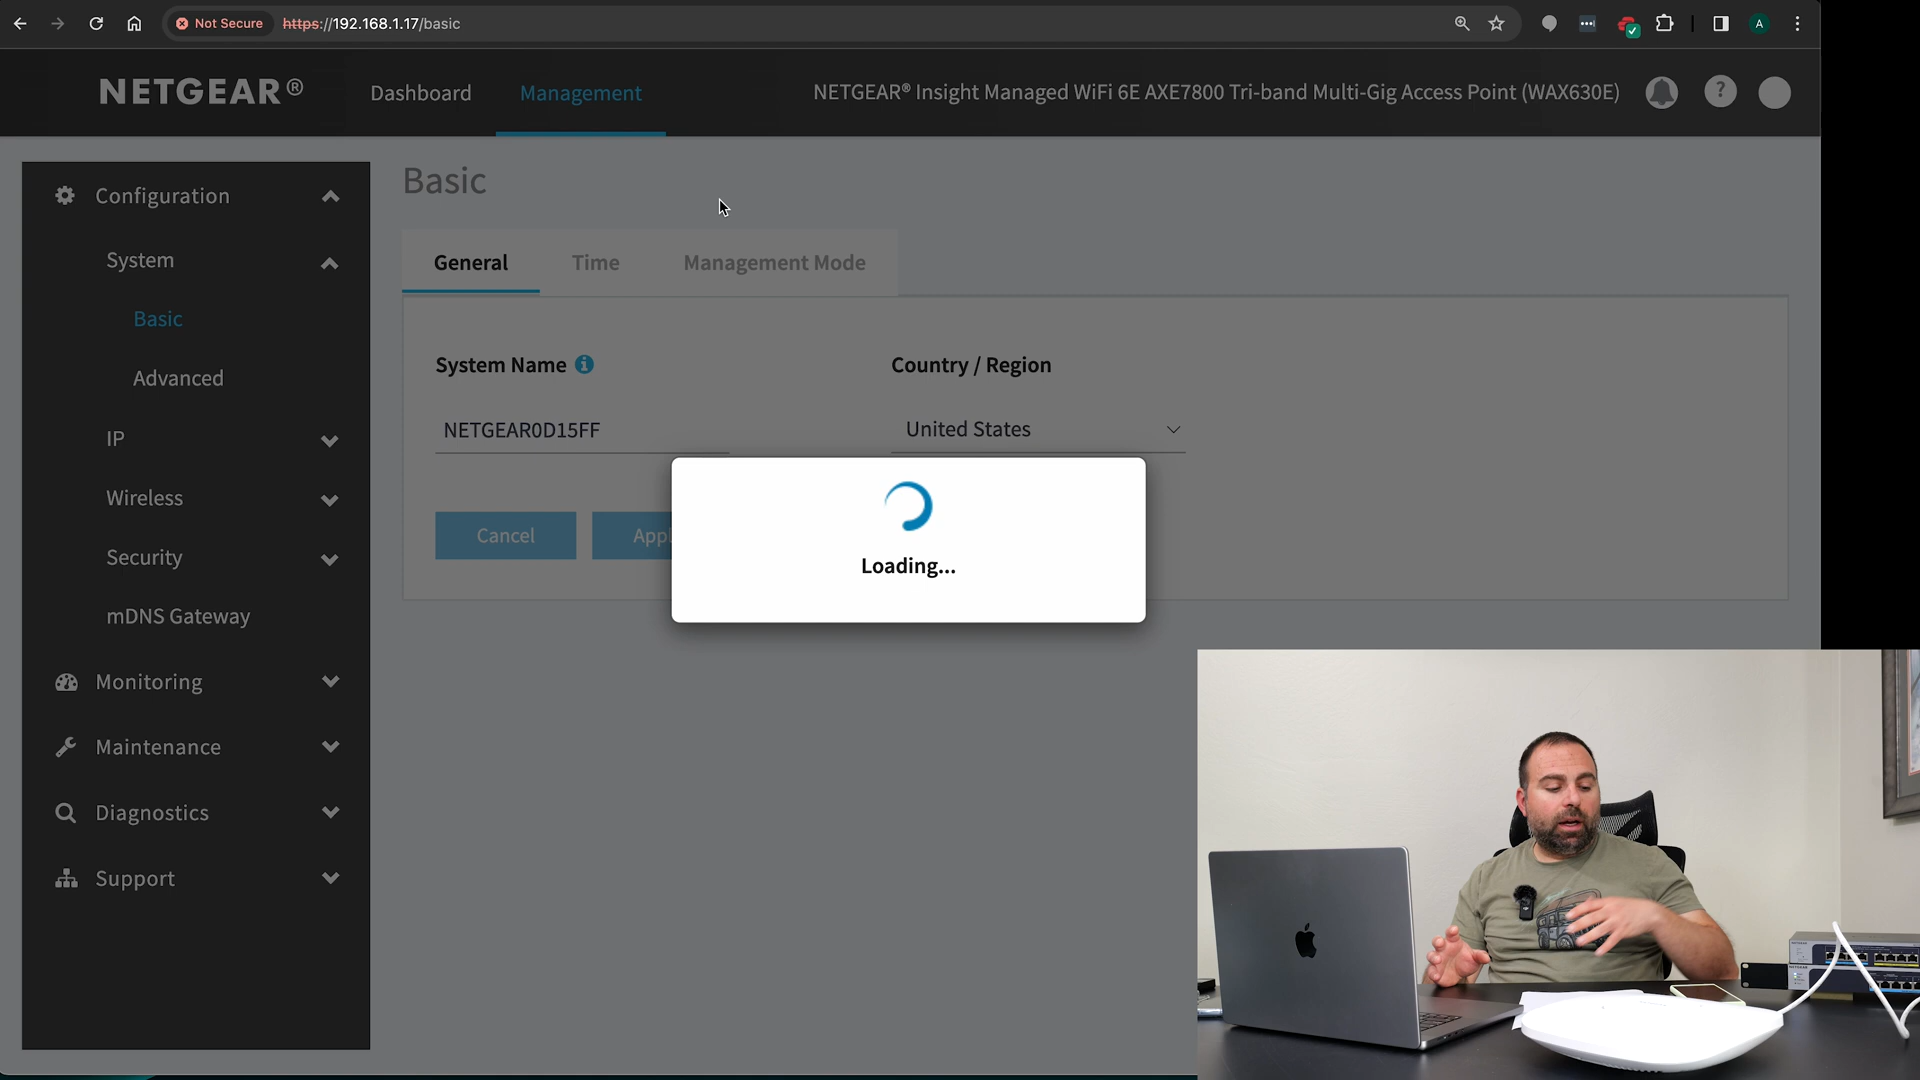 Not Secure https://192.168.1.17/basic
A
NETGEAR®
Dashboard
Management
NETGEAR® Insight Managed WiFi 6E AXE7800 Tri-band Multi-Gig Access Point (WAX630E)
?
Configuration
System
Basic
Advanced
IP
Wireless
Security
mDNS Gateway
Monitoring
Maintenance
Diagnostics
Support
Basic
General
Time
Management Mode
System Name
Country / Region
NETGEAR0D15FF
United States
Cancel
Loading...
NETGEAR
NETGEAR